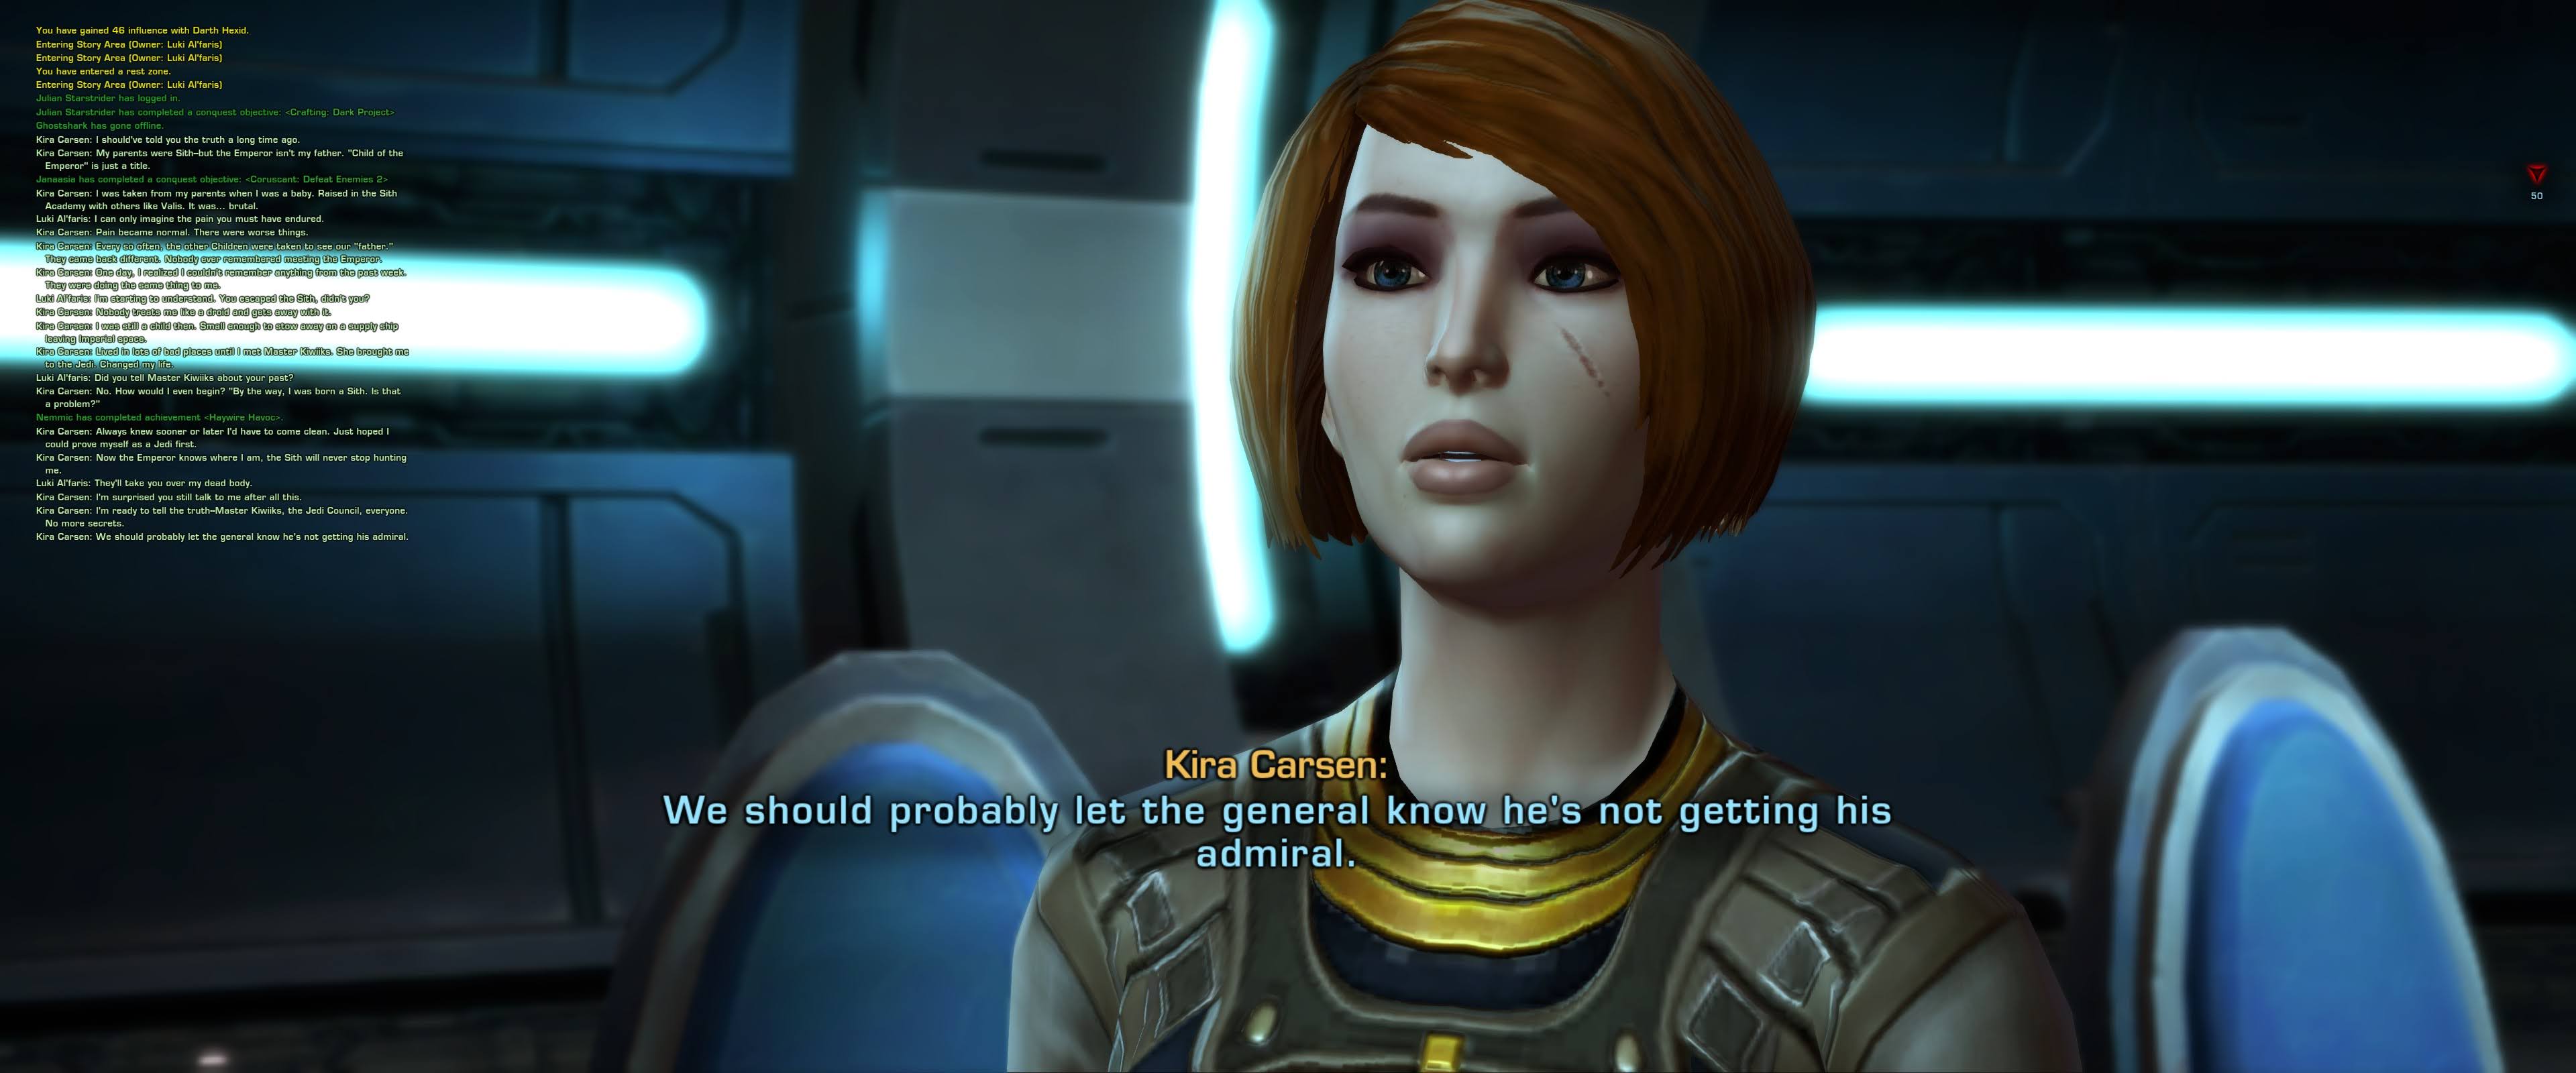 You have gained 46 influence with Darth Hexid.
Entering Story Area (Owner: Luki Al'faris)
Entering Story Area (Owner: Luki Al'faris)
You have entered a rest zone.
Entering Story Area (Owner: Luki Al'faris)
Julian Starstrider has logged in.
Julian Starstrider has completed a conquest objective: <Crafting: Dark Project>
Ghostshark has gone offline.
Kira Carsen: I should've told you the truth a long time ago.
Kira Carsen: My parents were Sith–but the Emperor isn't my father. "Child of the
Emperor" is just a title.
Janaasia has completed a conquest objective: <Coruscant: Defeat Enemies 2>
Kira Carsen: I was taken from my parents when I was a baby. Raised in the Sith
Academy with others like Valis. It was... brutal.
Luki Al'faris: I can only imagine the pain you must have endured.
Kira Carsen: Pain became normal. There were worse things.
Kira Carsen: Every so often, the other Children were taken to see our "father."
They came back different. Nobody ever remembered meeting the Emperor.
Kira Carsen: One day, I realized I couldn't remember anything from the past week.
They were doing the same thing to me.
Luki Al'faris: I'm starting to understand. You escaped the Sith, didn't you?
Kira Carsen: Nobody treats me like a droid and gets away with it.
Kira Carsen: I was still a child then. Small enough to stow away on a supply ship
leaving Imperial space.
Kira Carsen: Lived in lots of bad places until I met Master Kiwiiks. She brought me
to the Jedi. Changed my life.
Luki Al'faris: Did you tell Master Kiwiiks about your past?
Kira Carsen: No. How would I even begin? "By the way, I was born a Sith. Is that
a problem?"
Nemmic has completed achievement <Haywire Havoc>.
Kira Carsen: Always knew sooner or later I'd have to come clean. Just hoped I
could prove myself as a Jedi first.
Kira Carsen: Now the Emperor knows where I am, the Sith will never stop hunting
me.
Luki Al'faris: They'll take you over my dead body.
Kira Carsen: I'm surprised you still talk to me after all this.
Kira Carsen: I'm ready to tell the truth–Master Kiwiiks, the Jedi Council, everyone.
No more secrets.
Kira Carsen: We should probably let the general know he's not getting his admiral.
50
Kira Carsen:
We should probably let the general know he's not getting his
admiral.